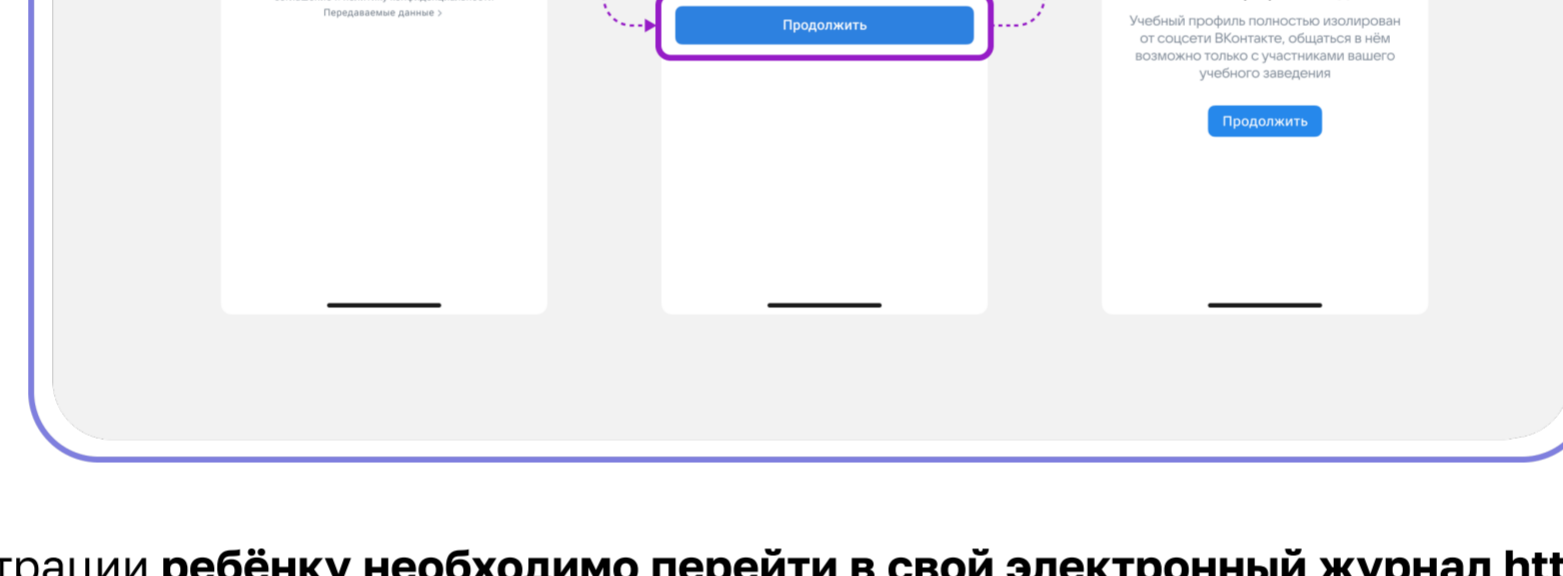 Передаваемые данные >
Продолжить
Учебный профиль полностью изолирован
от соцсети ВКонтакте, общаться в нём
возможно только с участниками вашего
учебного заведения
Продолжить
трации ребёнку необходимо перейти в свой электронный журнал htt